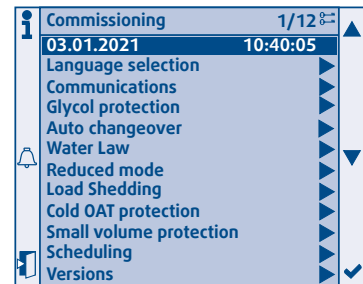 Commissioning 1/12
03.01.2021 10:40:05
Language selection
Communications
Glycol protection
Auto changeover
Water Law
Reduced mode
Load Shedding
Cold OAT protection
Small volume protection
Scheduling
Versions